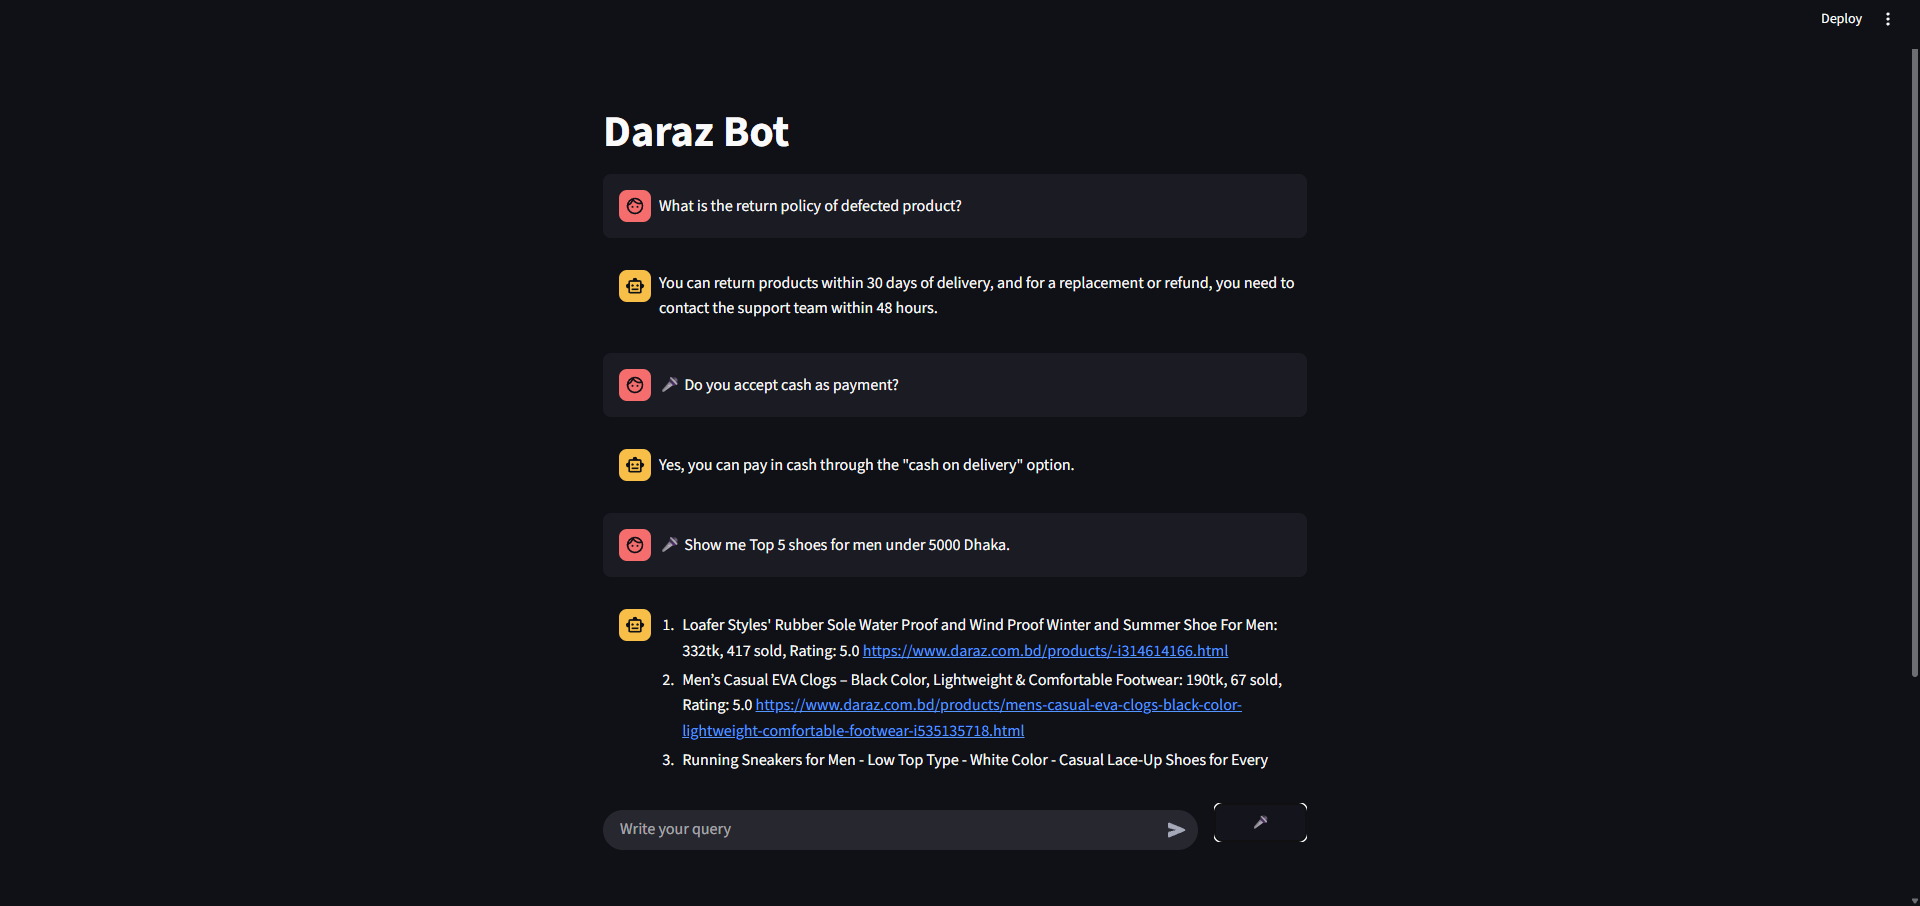 Deploy
Daraz Bot
What is the return policy of defected product?
You can return products within 30 days of delivery, and for a replacement or refund, you need to
contact the support team within 48 hours.
Do you accept cash as payment?
Yes, you can pay in cash through the "cash on delivery" option.
Show me Top 5 shoes for men under 5000 Dhaka.
1. Loafer Styles' Rubber Sole Water Proof and Wind Proof Winter and Summer Shoe For Men:
332tk, 417 sold, Rating: 5.0 https://www.daraz.com.bd/products/-i314614166.html
2. Men’s Casual EVA Clogs – Black Color, Lightweight & Comfortable Footwear: 190tk, 67 sold,
Rating: 5.0 https://www.daraz.com.bd/products/mens-casual-eva-clogs-black-color-
lightweight-comfortable-footwear-i535135718.html
3. Running Sneakers for Men - Low Top Type - White Color - Casual Lace-Up Shoes for Every
Write your query